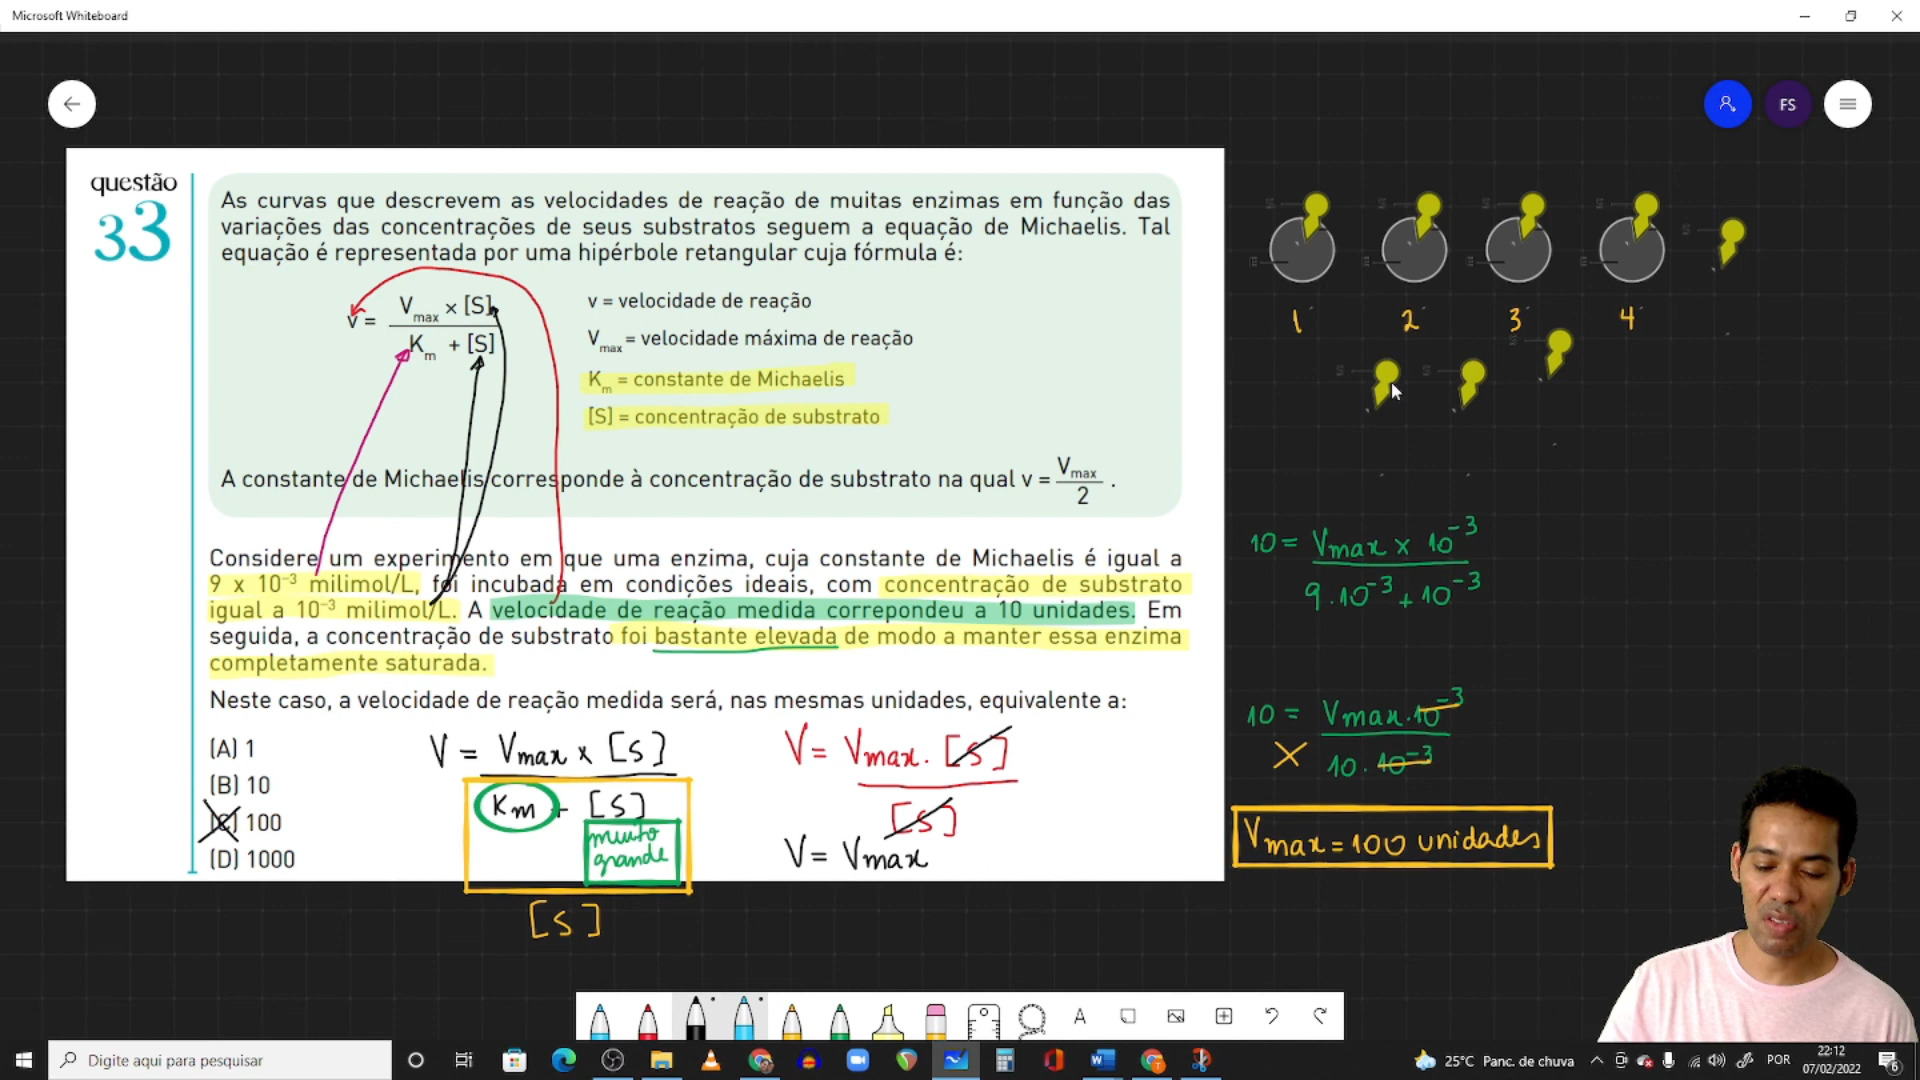 Microsoft Whiteboard
FS
questão
33
As curvas que descrevem as velocidades de reação de muitas enzimas em função das
variações das concentrações de seus substratos seguem a equação de Michaelis. Tal
equação é representada por uma hipérbole retangular cuja fórmula é:
v = Vmax × [S]
Km + [S]
v = velocidade de reação
Vmax = velocidade máxima de reação
Km = constante de Michaelis
[S] = concentração de substrato
A constante de Michaelis corresponde à concentração de substrato na qual v = Vmax/2 .
Considere um experimento em que uma enzima, cuja constante de Michaelis é igual a
9 x 10⁻³ milimol/L, foi incubada em condições ideais, com concentração de substrato
igual a 10⁻³ milimol/L. A velocidade de reação medida correpondeu a 10 unidades. Em
seguida, a concentração de substrato foi bastante elevada de modo a manter essa enzima
completamente saturada.
Neste caso, a velocidade de reação medida será, nas mesmas unidades, equivalente a:
(A) 1
(B) 10
(C) 100
(D) 1000
V = Vmax x [S]
Km + [S]
muito
grande
[S]
V = Vmax . [S]
[S]
V = Vmax
1 2 3 4
10 = Vmax x 10⁻³
9.10⁻³ + 10⁻³
10 = Vmax.10⁻³
10.10⁻³
Vmax = 100 unidades
Digite aqui para pesquisar
25°C Panc. de chuva
POR
22:12
07/02/2022
6